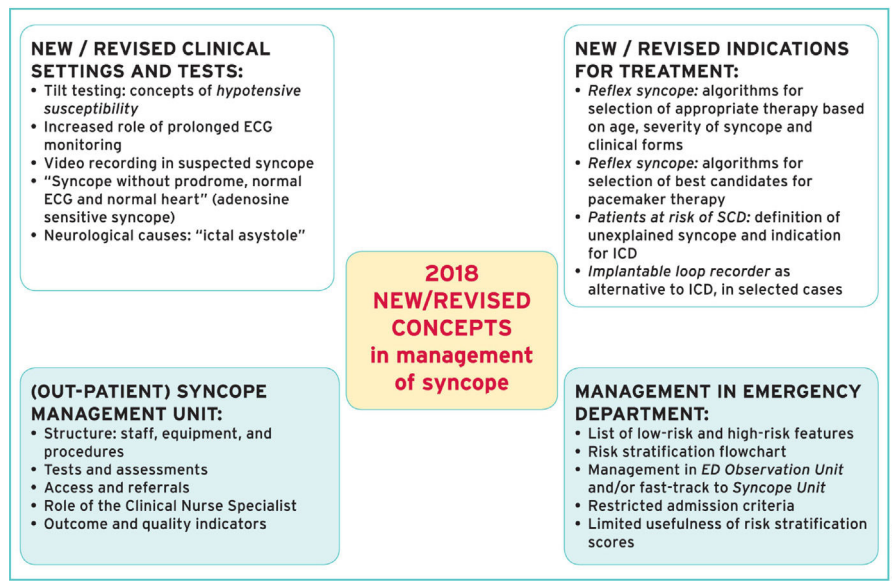 NEW / REVISED CLINICAL
SETTINGS AND TESTS:
• Tilt testing: concepts of hypotensive
susceptibility
• Increased role of prolonged ECG
monitoring
• Video recording in suspected syncope
• “Syncope without prodrome, normal
ECG and normal heart” (adenosine
sensitive syncope)
• Neurological causes: “ictal asystole”
NEW / REVISED INDICATIONS
FOR TREATMENT:
• Reflex syncope: algorithms for
selection of appropriate therapy based
on age, severity of syncope and
clinical forms
• Reflex syncope: algorithms for
selection of best candidates for
pacemaker therapy
• Patients at risk of SCD: definition of
unexplained syncope and indication
for ICD
• Implantable loop recorder as
alternative to ICD, in selected cases
2018
NEW/REVISED
CONCEPTS
in management
of syncope
(OUT-PATIENT) SYNCOPE
MANAGEMENT UNIT:
• Structure: staff, equipment, and
procedures
• Tests and assessments
• Access and referrals
• Role of the Clinical Nurse Specialist
• Outcome and quality indicators
MANAGEMENT IN EMERGENCY
DEPARTMENT:
• List of low-risk and high-risk features
• Risk stratification flowchart
• Management in ED Observation Unit
and/or fast-track to Syncope Unit
• Restricted admission criteria
• Limited usefulness of risk stratification
scores